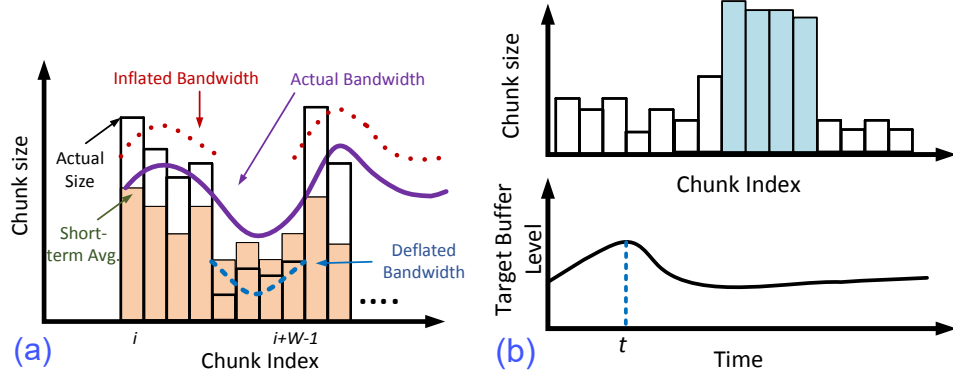 Inflated Bandwidth
Actual Bandwidth
Chunk size
Actual
Size
Short-
term Avg.
Deflated
Bandwidth
i
i+W-1
Chunk Index
(a)
Chunk size
Chunk Index
Target Buffer
Level
t
Time
(b)